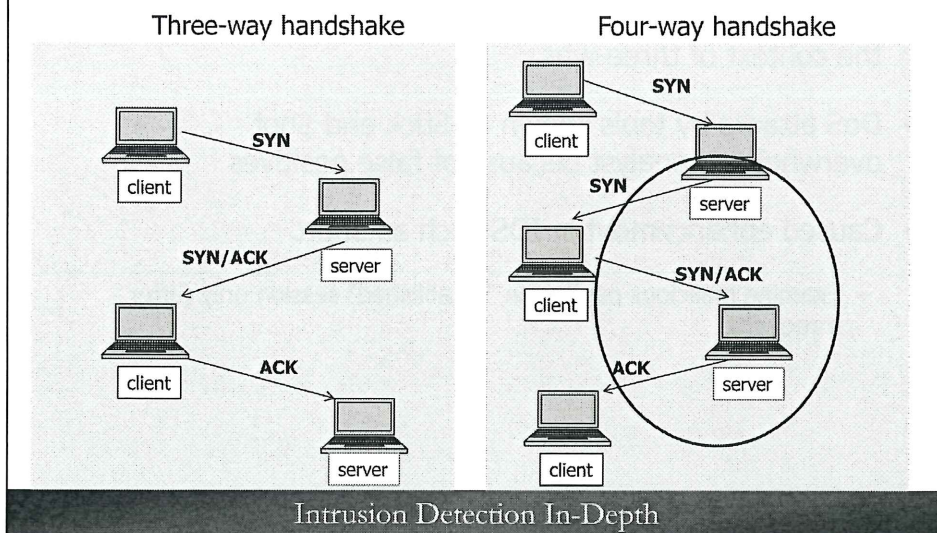 Three-way handshake
SYN
client
SYN/ACK
server
client
ACK
server
Four-way handshake
SYN
client
SYN
server
client
SYN/ACK
server
ACK
client
Intrusion Detection In-Depth